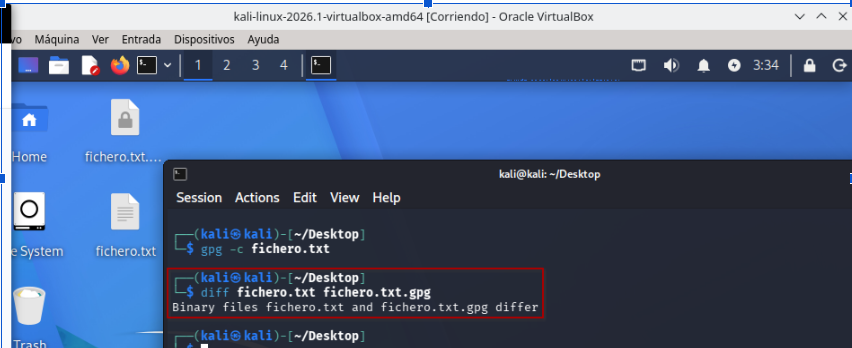 kali-linux-2026.1-virtualbox-amd64 [Corriendo] - Oracle VirtualBox
vo Máquina Ver Entrada Dispositivos Ayuda
1 2 3 4 3:34
Home
fichero.txt....
e System
fichero.txt
Trash
kali@kali: ~/Desktop
Session Actions Edit View Help
┌──(kali㉿kali)-[~/Desktop]
└─$ gpg -c fichero.txt
┌──(kali㉿kali)-[~/Desktop]
└─$ diff fichero.txt fichero.txt.gpg
Binary files fichero.txt and fichero.txt.gpg differ
┌──(kali㉿kali)-[~/Desktop]
└─$